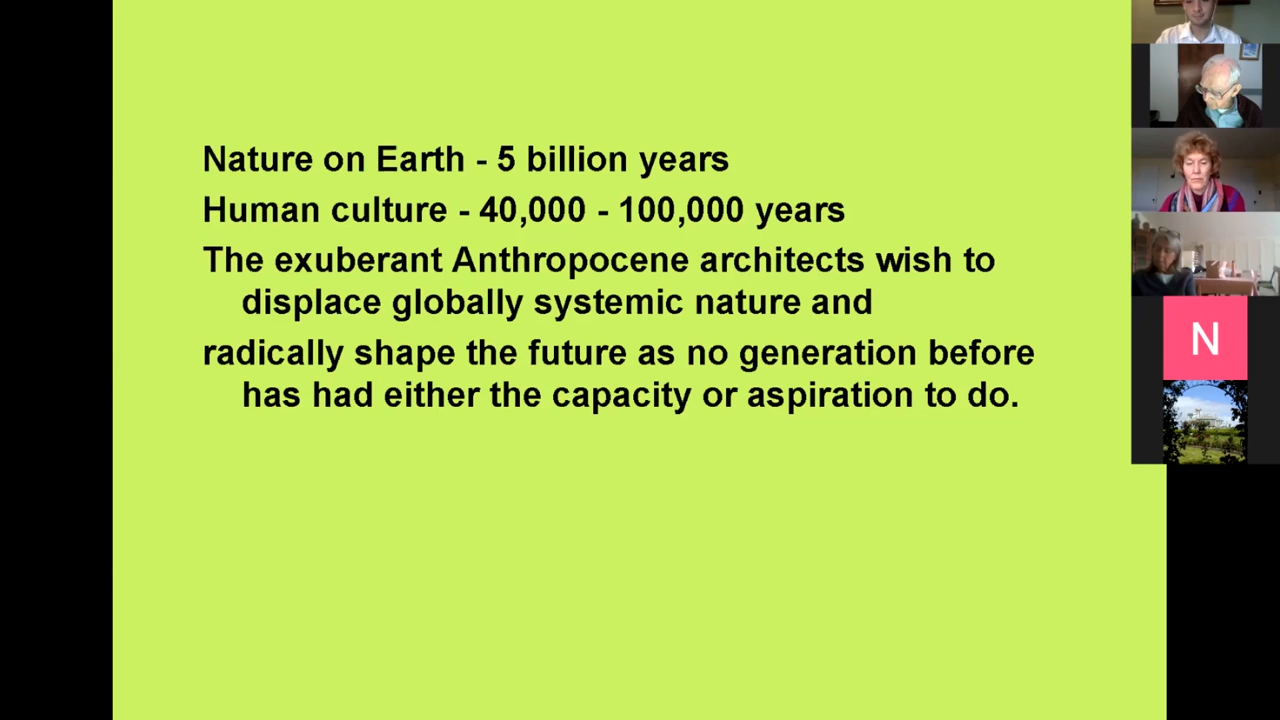 Nature on Earth - 5 billion years
Human culture - 40,000 - 100,000 years
The exuberant Anthropocene architects wish to
displace globally systemic nature and
radically shape the future as no generation before
has had either the capacity or aspiration to do.
N